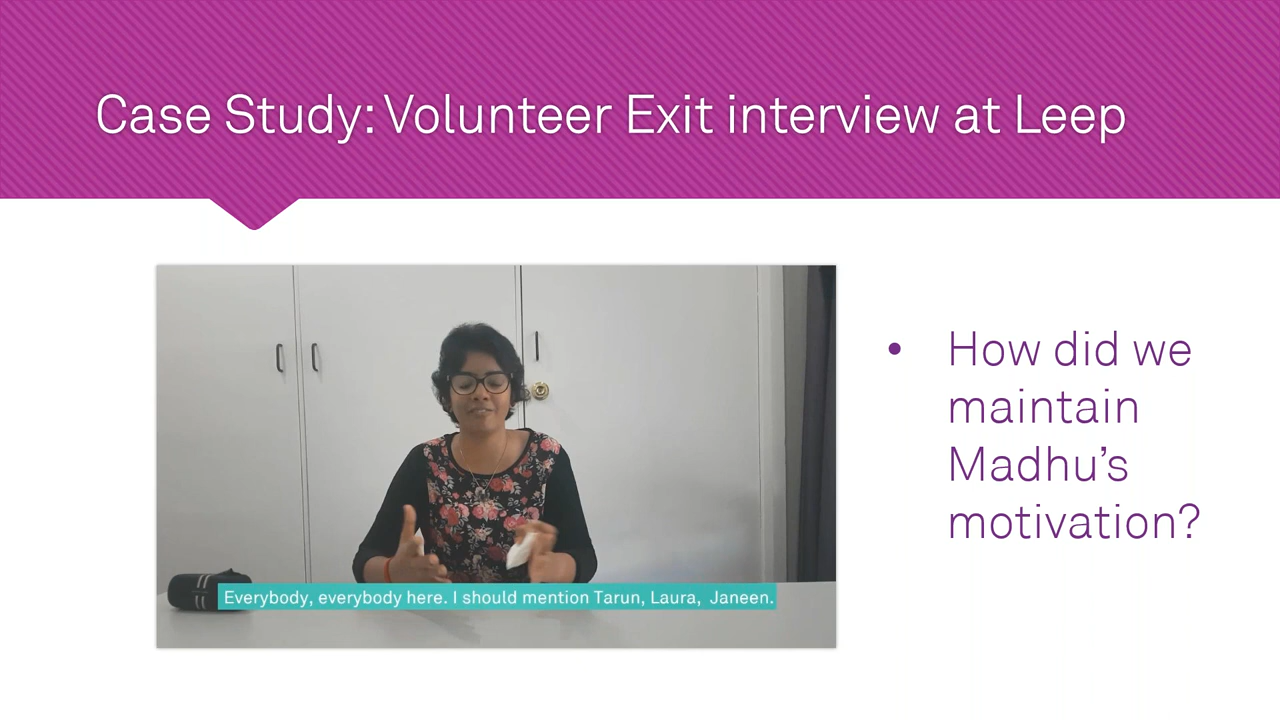 Case Study: Volunteer Exit interview at Leep
Everybody, everybody here. I should mention Tarun, Laura, Janeen.
• How did we
maintain
Madhu’s
motivation?